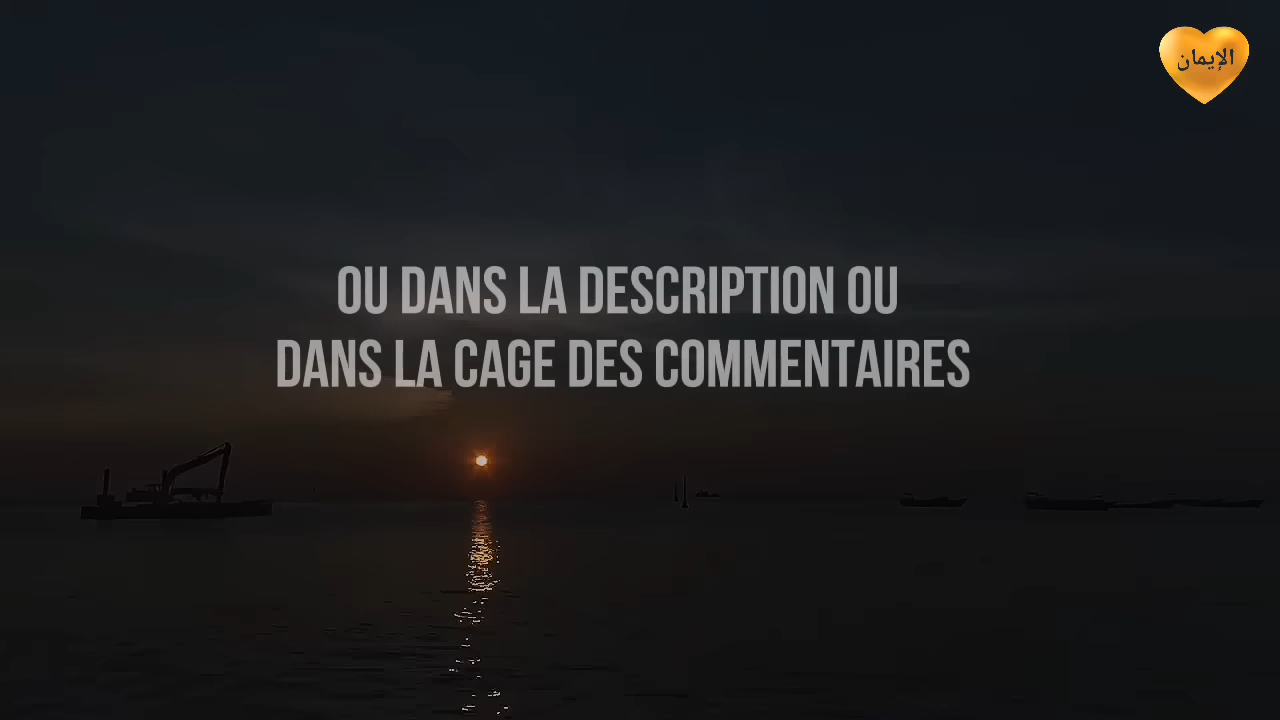 الإيمان
OU DANS LA DESCRIPTION OU
DANS LA CAGE DES COMMENTAIRES